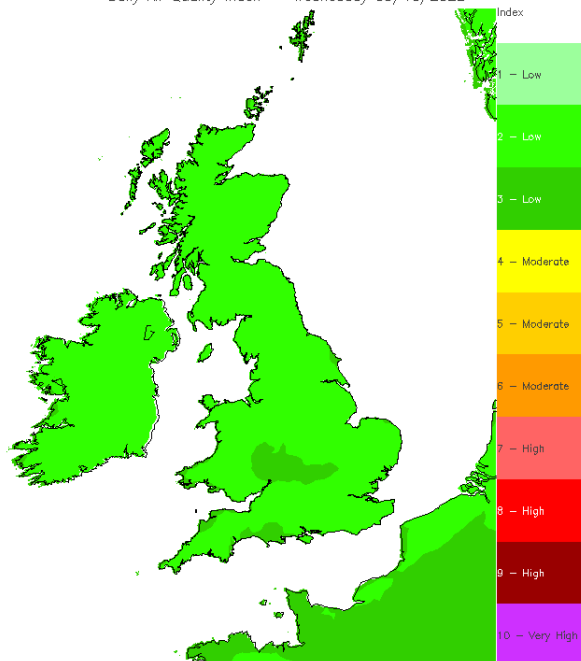 Index
1 - Low
2 - Low
3 - Low
4 - Moderate
5 - Moderate
6 - Moderate
7 - High
8 - High
9 - High
10 - Very High